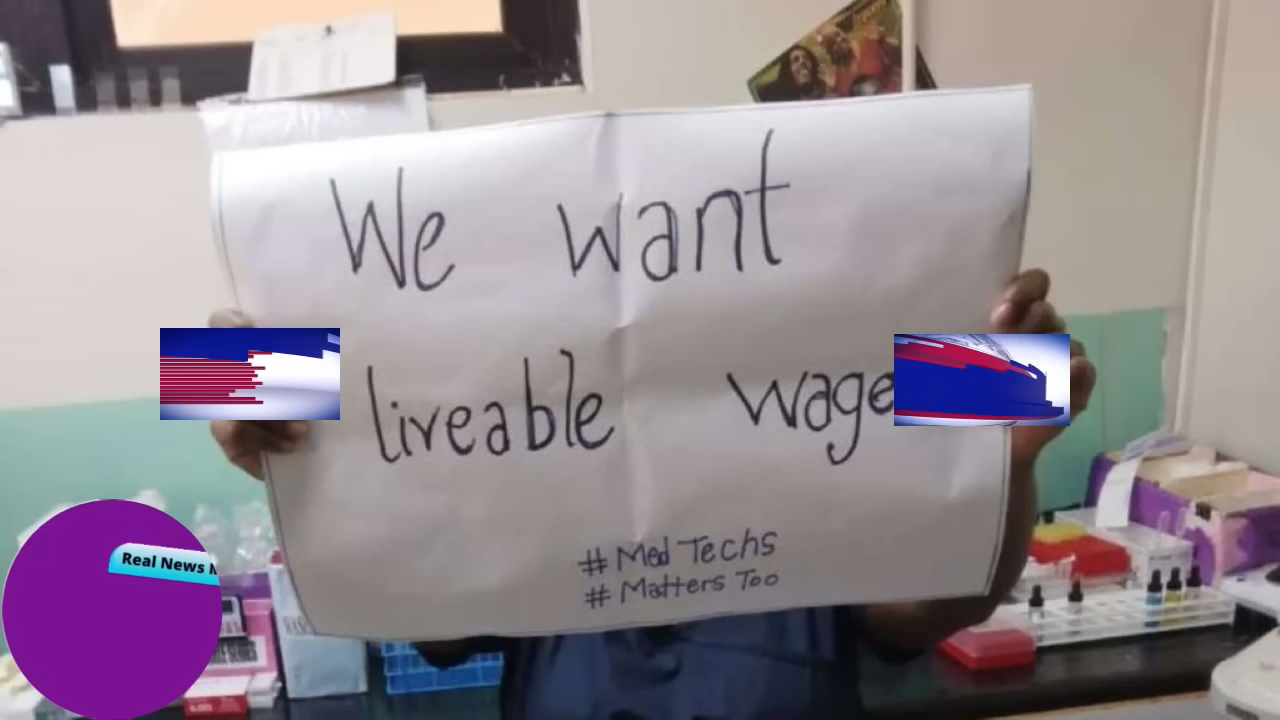 We want
liveable wage
# Med Techs
# Matters Too
Real News